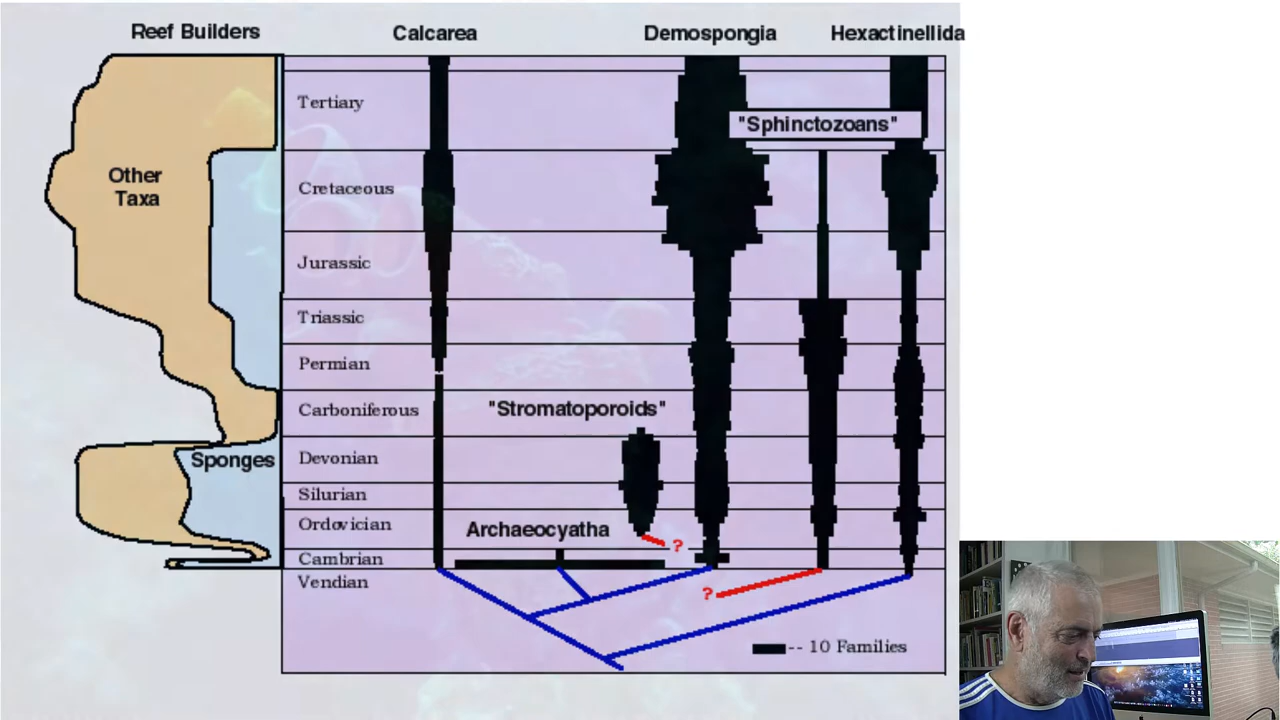 Reef Builders
Calcarea
Demospongia
Hexactinellida
Tertiary
"Sphinctozoans"
Other
Taxa
Cretaceous
Jurassic
Triassic
Permian
Carboniferous
"Stromatoporoids"
Sponges
Devonian
Silurian
Ordovician
Archaeocyatha
?
Cambrian
Vendian
?
-- 10 Families